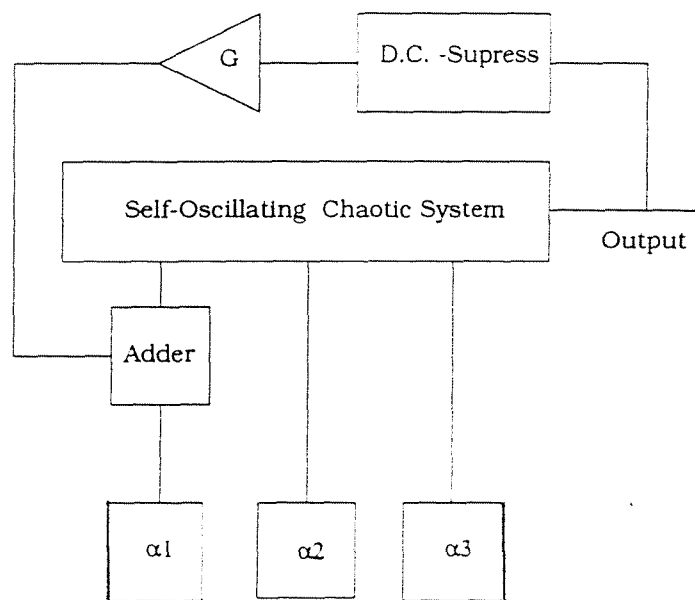 G
D.C. -Supress
Self-Oscillating Chaotic System
Output
Adder
α1
α2
α3